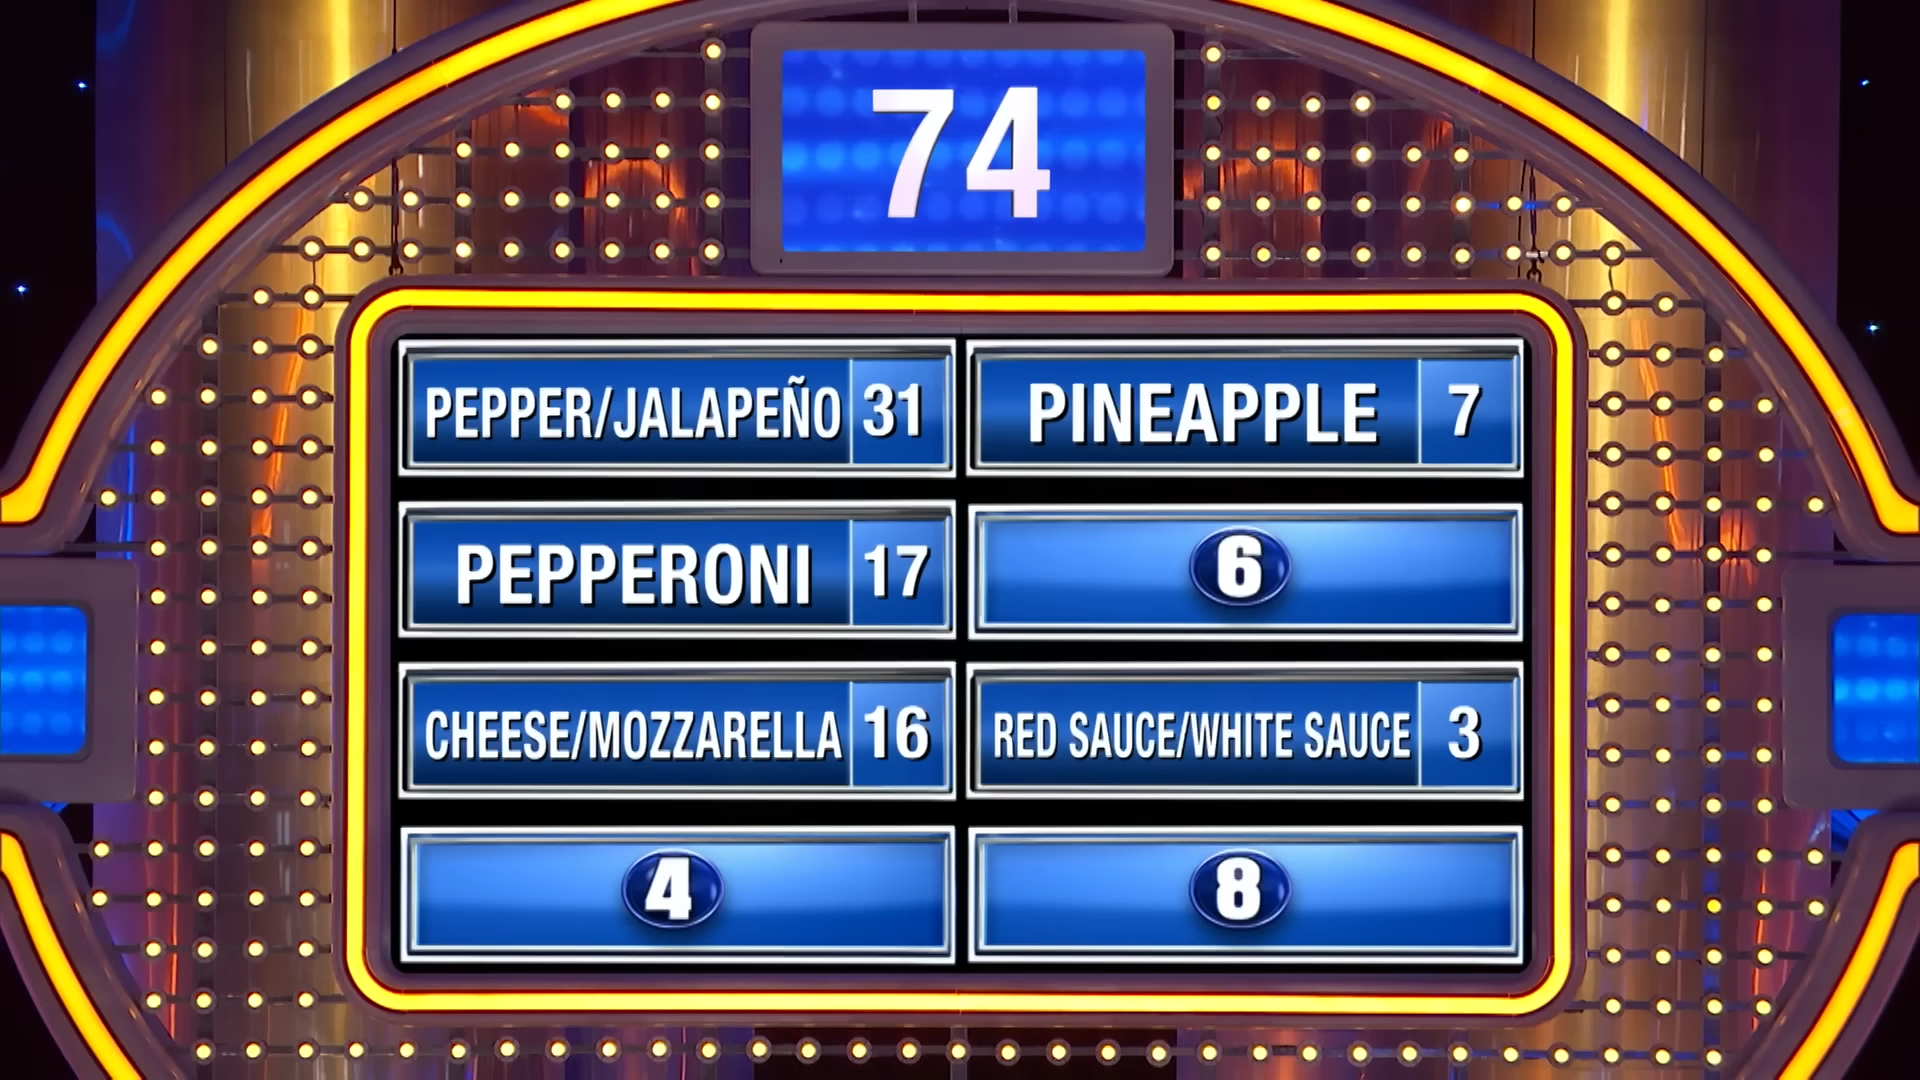 74
PEPPER/JALAPEÑO 31
PEPPERONI 17
CHEESE/MOZZARELLA 16
4
PINEAPPLE 7
6
RED SAUCE/WHITE SAUCE 3
8